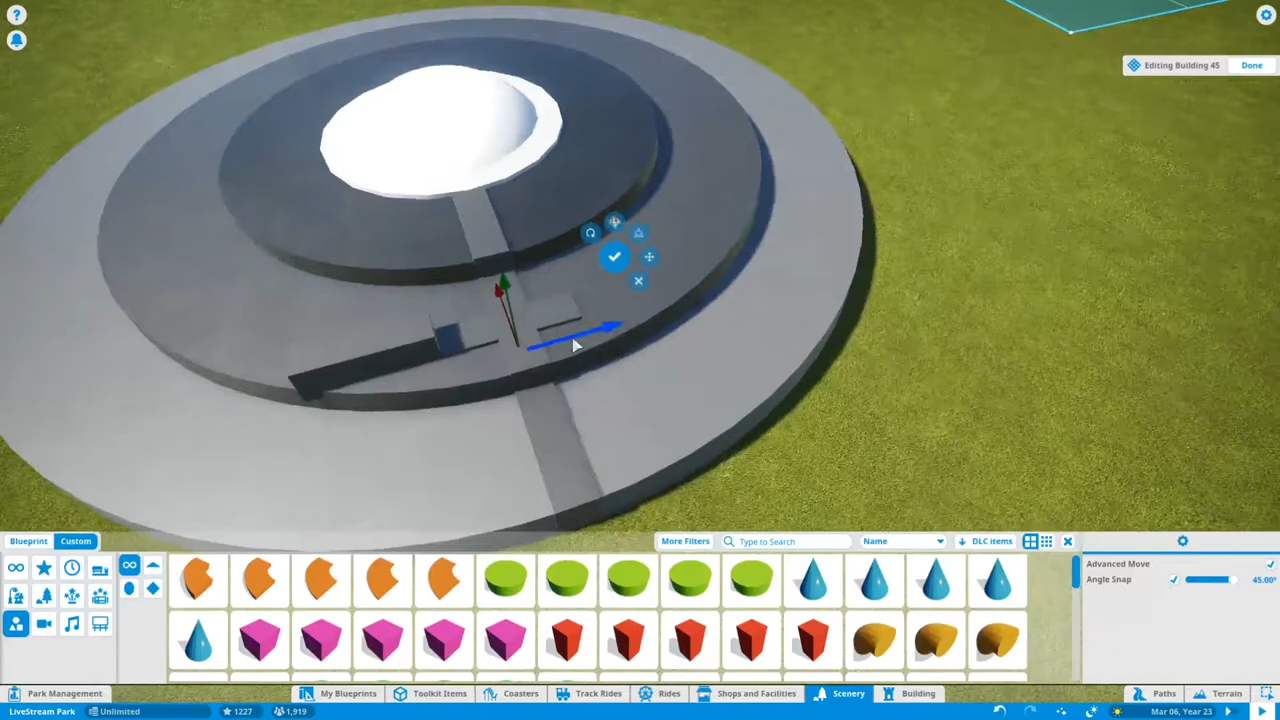 ?
Editing Building 45 Done
Blueprint Custom More Filters Type to Search Name DLC items
Advanced Move
Angle Snap 45.00°
Park Management My Blueprints Toolkit Items Coasters Track Rides Rides Shops and Facilities Scenery Building Paths Terrain
LiveStream Park Unlimited 1227 1,919 Mar 06, Year 23